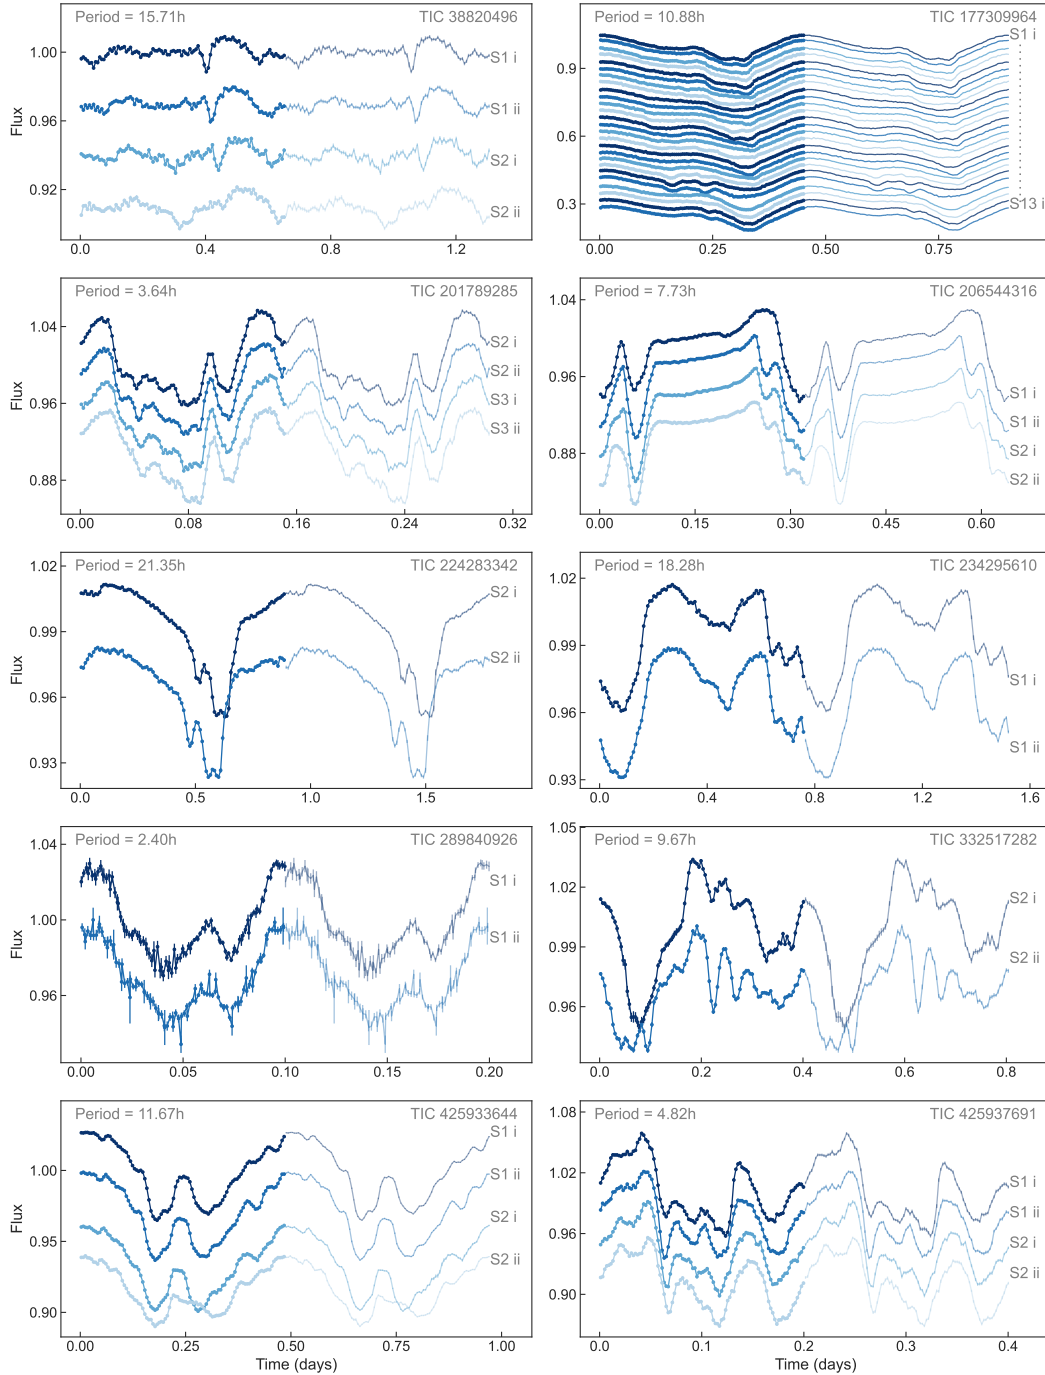 Period = 15.71h TIC 38820496
S1 i
S1 ii
S2 i
S2 ii
1.00
0.96
0.92
Flux
0.0 0.4 0.8 1.2
Period = 10.88h TIC 177309964
S1 i
S13 i
0.9
0.6
0.3
0.00 0.25 0.50 0.75
Period = 3.64h TIC 201789285
S2 i
S2 ii
S3 i
S3 ii
1.04
0.96
0.88
Flux
0.00 0.08 0.16 0.24 0.32
Period = 7.73h TIC 206544316
S1 i
S1 ii
S2 i
S2 ii
1.04
0.96
0.88
0.00 0.15 0.30 0.45 0.60
Period = 21.35h TIC 224283342
S2 i
S2 ii
1.02
0.99
0.96
0.93
Flux
0.0 0.5 1.0 1.5
Period = 18.28h TIC 234295610
S1 i
S1 ii
1.02
0.99
0.96
0.93
0.0 0.4 0.8 1.2 1.6
Period = 2.40h TIC 289840926
S1 i
S1 ii
1.04
1.00
0.96
Flux
0.00 0.05 0.10 0.15 0.20
Period = 9.67h TIC 332517282
S2 i
S2 ii
1.05
1.02
0.99
0.96
0.0 0.2 0.4 0.6 0.8
Period = 11.67h TIC 425933644
S1 i
S1 ii
S2 i
S2 ii
1.00
0.95
0.90
Flux
0.00 0.25 0.50 0.75 1.00
Time (days)
Period = 4.82h TIC 425937691
S1 i
S1 ii
S2 i
S2 ii
1.08
1.02
0.96
0.90
0.0 0.1 0.2 0.3 0.4
Time (days)